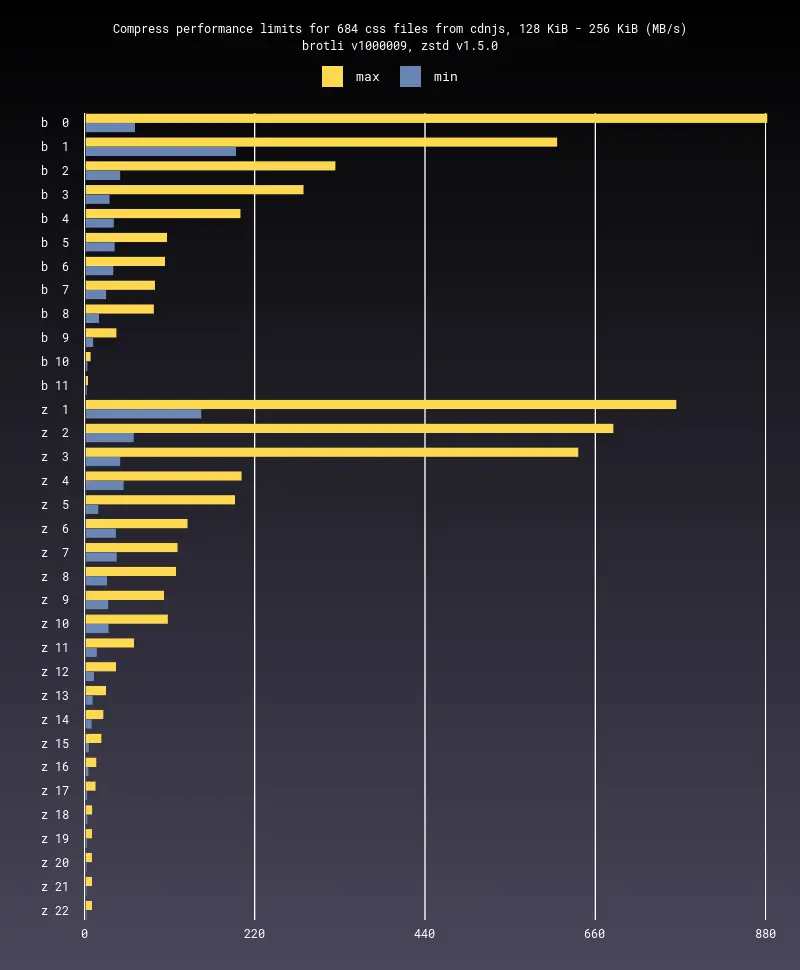 Compress performance limits for 684 css files from cdnjs, 128 KiB - 256 KiB (MB/s)
brotli v1000009, zstd v1.5.0
max min
b 0
b 1
b 2
b 3
b 4
b 5
b 6
b 7
b 8
b 9
b 10
b 11
z 1
z 2
z 3
z 4
z 5
z 6
z 7
z 8
z 9
z 10
z 11
z 12
z 13
z 14
z 15
z 16
z 17
z 18
z 19
z 20
z 21
z 22
0 220 440 660 880